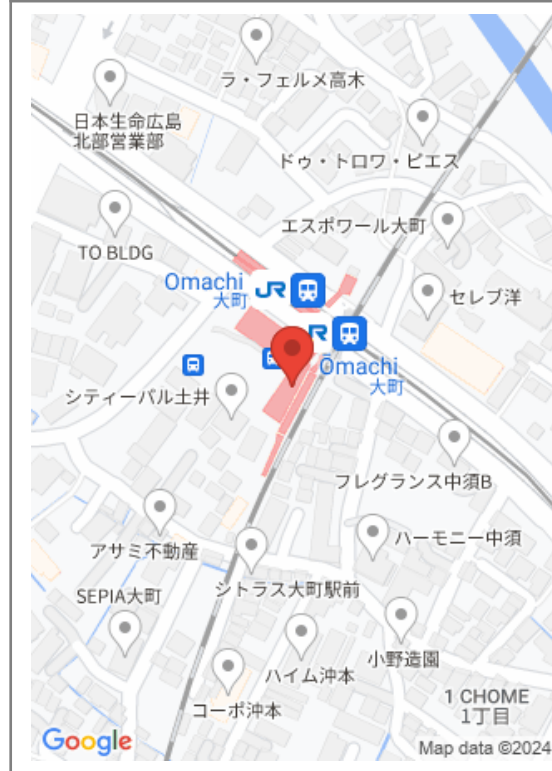 ラ・フェルメ高木
日本生命広島
北部営業部
ドゥ・トロワ・ピエス
エスポワール大町
TO BLDG
Omachi
大町
JR
セレブ洋
JR
Ōmachi
大町
シティーパル土井
フレグランス中須B
アサミ不動産
ハーモニー中須
シトラス大町駅前
SEPIA大町
小野造園
ハイム沖本
コーポ沖本
1 CHOME
1丁目
Google
Map data ©2024